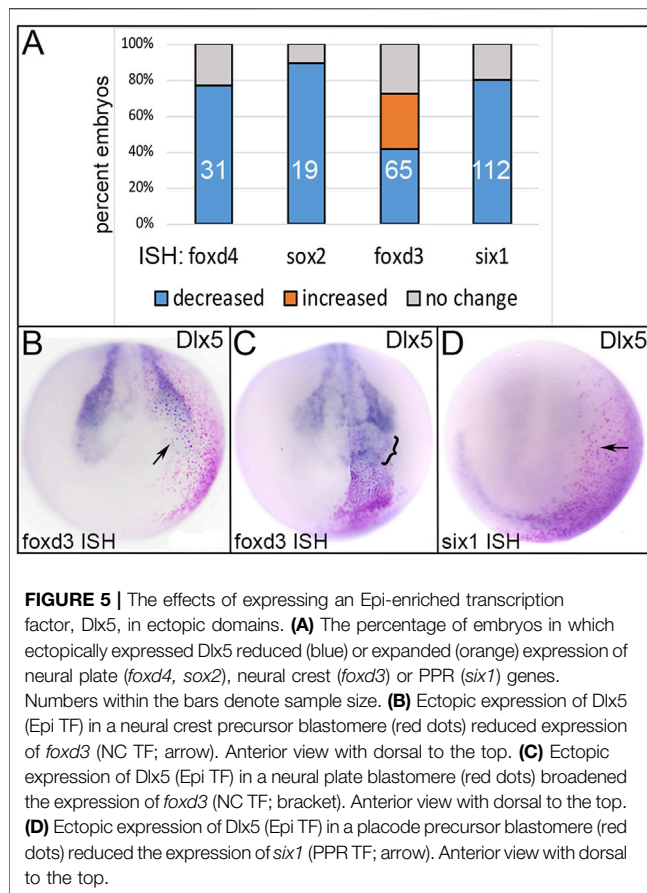 A
percent embryos
100%
80%
60%
40%
20%
0%
31
19
65
112
ISH: foxd4 sox2 foxd3 six1
decreased increased no change
B Dlx5
foxd3 ISH
C Dlx5
}
foxd3 ISH
D Dlx5
six1 ISH
FIGURE 5 | The effects of expressing an Epi-enriched transcription
factor, Dlx5, in ectopic domains. (A) The percentage of embryos in which
ectopically expressed Dlx5 reduced (blue) or expanded (orange) expression of
neural plate (foxd4, sox2), neural crest (foxd3) or PPR (six1) genes.
Numbers within the bars denote sample size. (B) Ectopic expression of Dlx5
(Epi TF) in a neural crest precursor blastomere (red dots) reduced expression
of foxd3 (NC TF; arrow). Anterior view with dorsal to the top. (C) Ectopic
expression of Dlx5 (Epi TF) in a neural plate blastomere (red dots) broadened
the expression of foxd3 (NC TF; bracket). Anterior view with dorsal to the top.
(D) Ectopic expression of Dlx5 (Epi TF) in a placode precursor blastomere (red
dots) reduced the expression of six1 (PPR TF; arrow). Anterior view with dorsal
to the top.